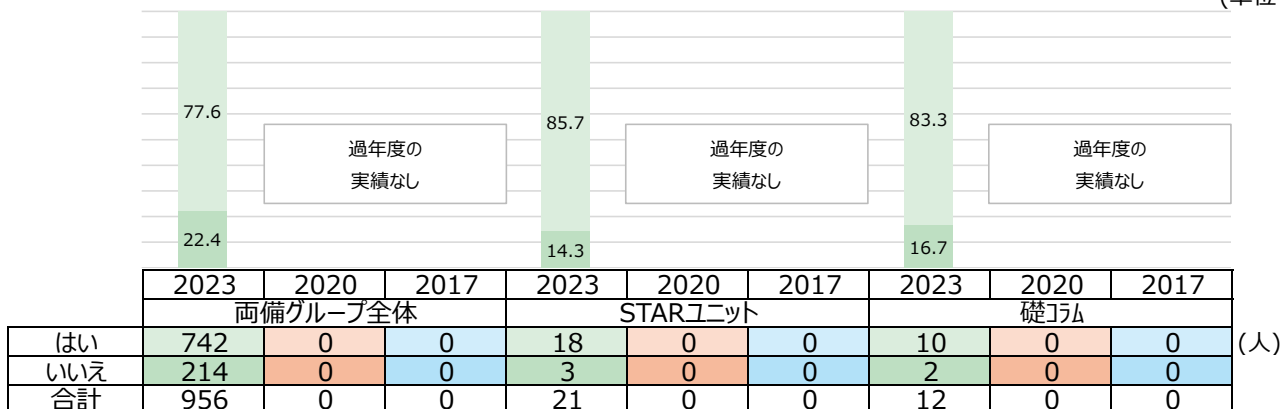 (単位
77.6
85.7
83.3
過年度の
実績なし
過年度の
実績なし
過年度の
実績なし
22.4
14.3
16.7
2023 2020 2017 2023 2020 2017 2023 2020 2017
両備グループ全体 STARユニット 礎コラム
はい 742 0 0 18 0 0 10 0 0 (人)
いいえ 214 0 0 3 0 0 2 0 0
合計 956 0 0 21 0 0 12 0 0